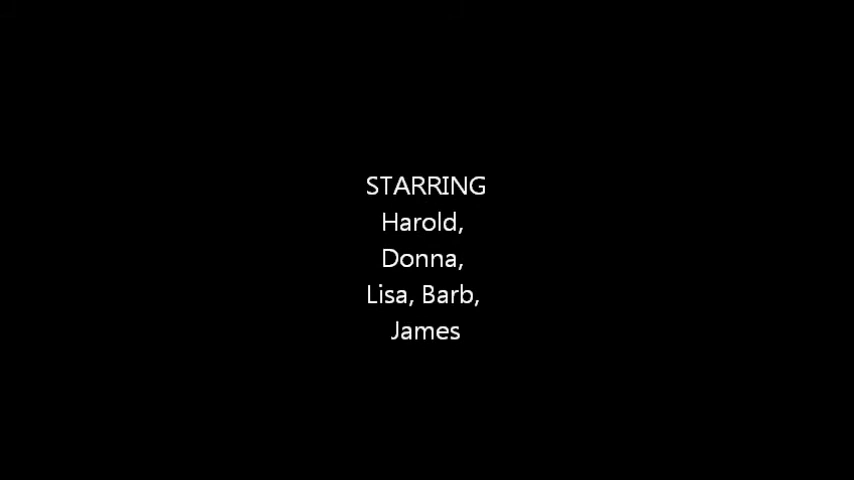 STARRING
Harold,
Donna,
Lisa, Barb,
James